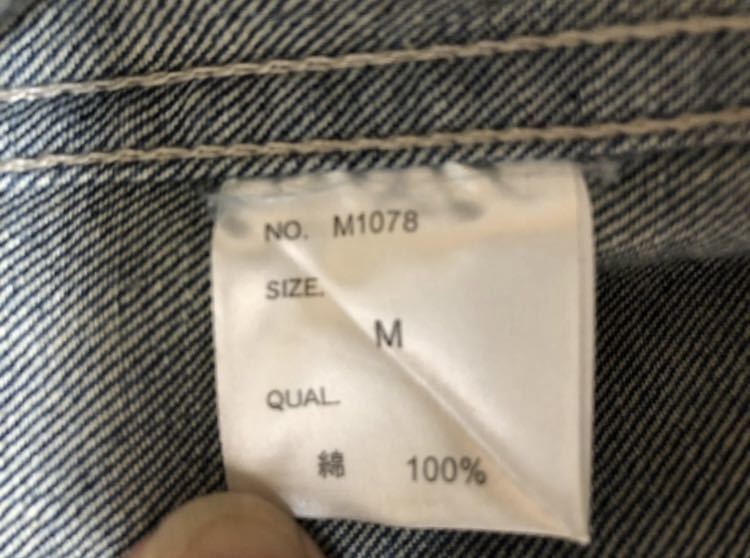 NO. M1078
SIZE.
M
QUAL.
綿 100%